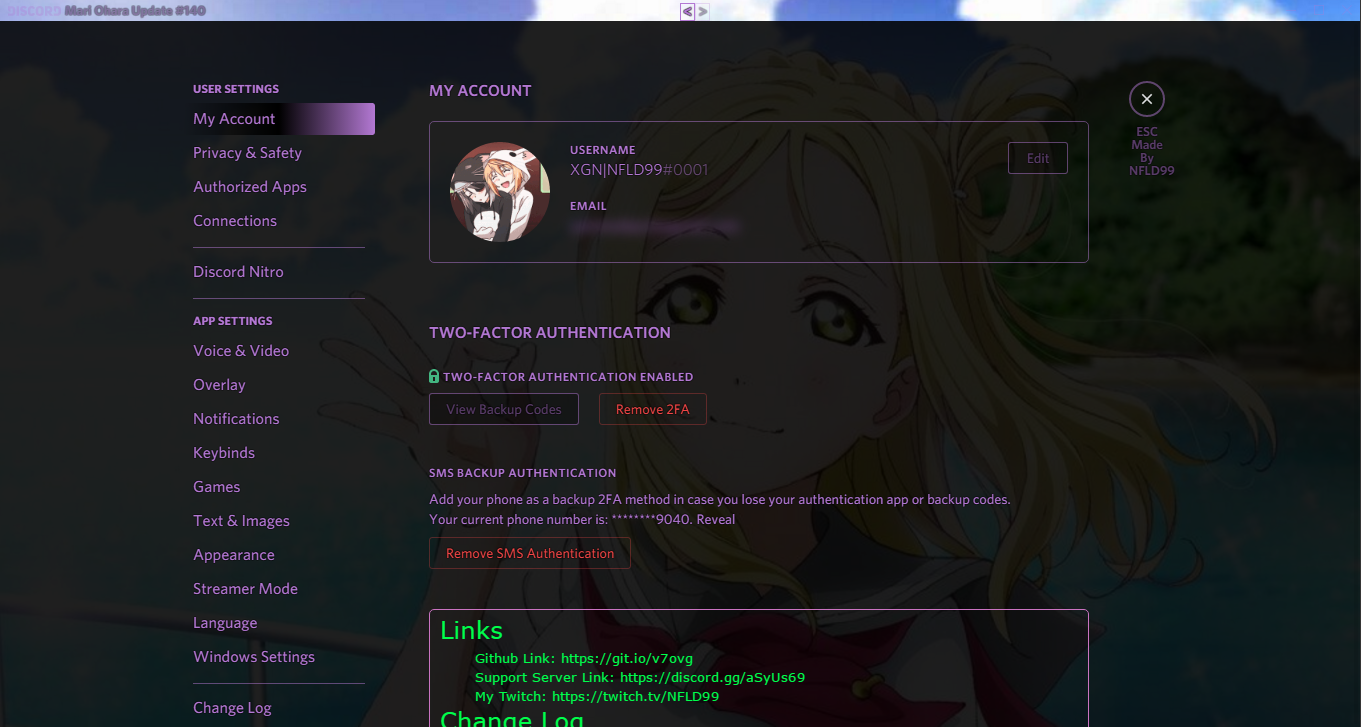 DISCORD Mari Ohara Update #140
< >
USER SETTINGS
My Account
Privacy & Safety
Authorized Apps
Connections
Discord Nitro
APP SETTINGS
Voice & Video
Overlay
Notifications
Keybinds
Games
Text & Images
Appearance
Streamer Mode
Language
Windows Settings
Change Log
MY ACCOUNT
USERNAME
XGN|NFLD99#0001
Edit
EMAIL
TWO-FACTOR AUTHENTICATION
TWO-FACTOR AUTHENTICATION ENABLED
View Backup Codes
Remove 2FA
SMS BACKUP AUTHENTICATION
Add your phone as a backup 2FA method in case you lose your authentication app or backup codes.
Your current phone number is: ********9040. Reveal
Remove SMS Authentication
Links
Github Link: https://git.io/v7ovg
Support Server Link: https://discord.gg/aSyUs69
My Twitch: https://twitch.tv/NFLD99
Change Log
ESC
Made
By
NFLD99